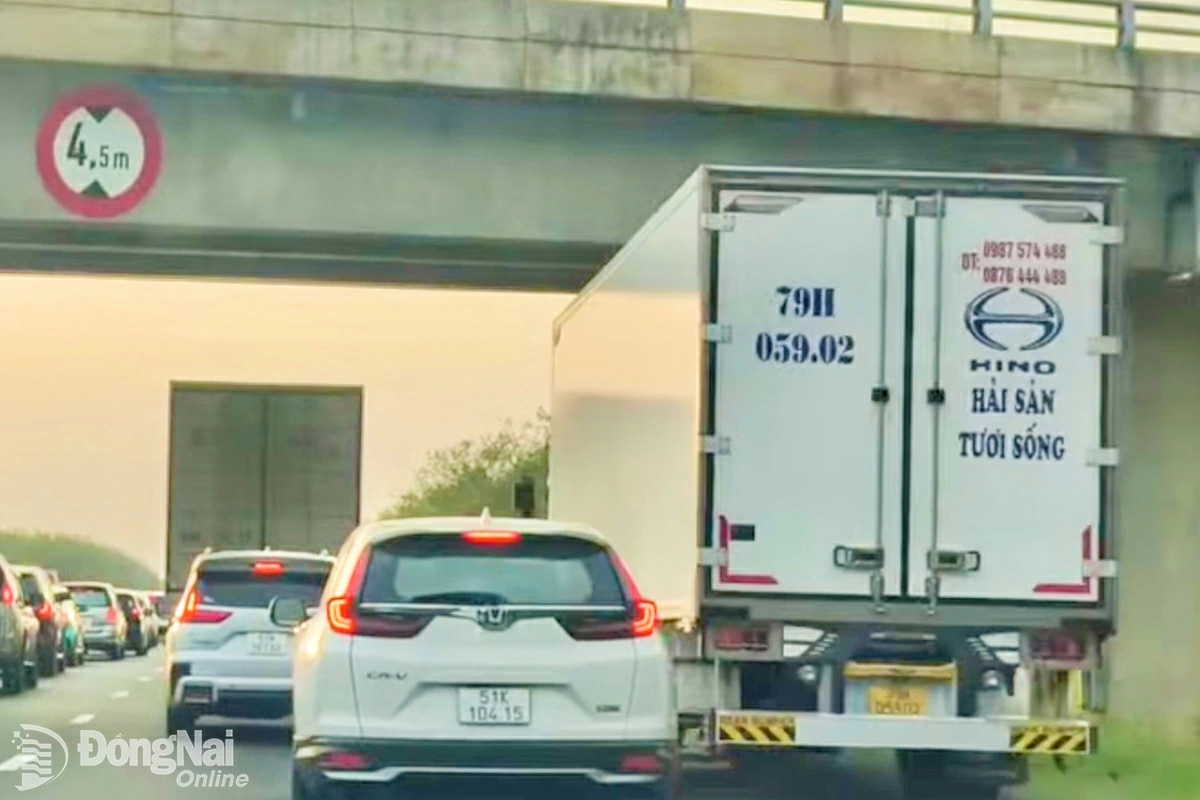 4,5m
79H
059.02
ĐT: 0987 574 488
0876 444 488
HINO
HẢI SẢN
TƯƠI SỐNG
CR-V
51K
104.15
ĐồngNai
Online